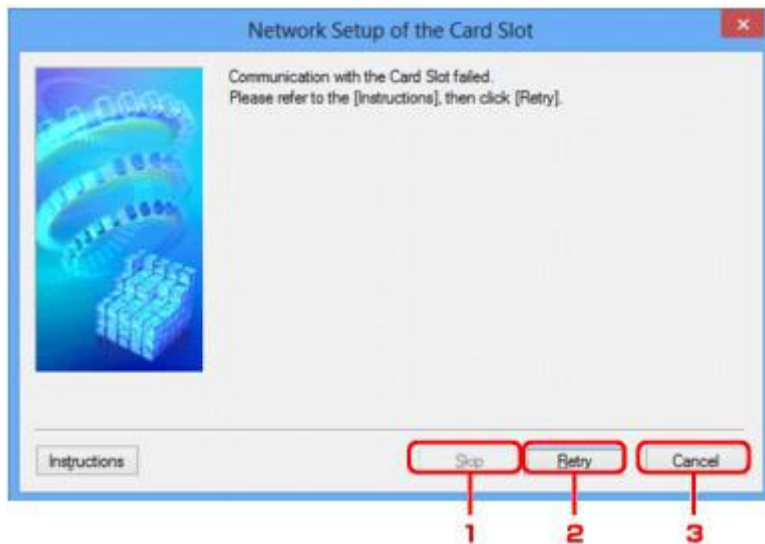 Network Setup of the Card Slot
Communication with the Card Slot failed.
Please refer to the [Instructions], then click [Retry].
Instructions Skip Retry Cancel
1 2 3